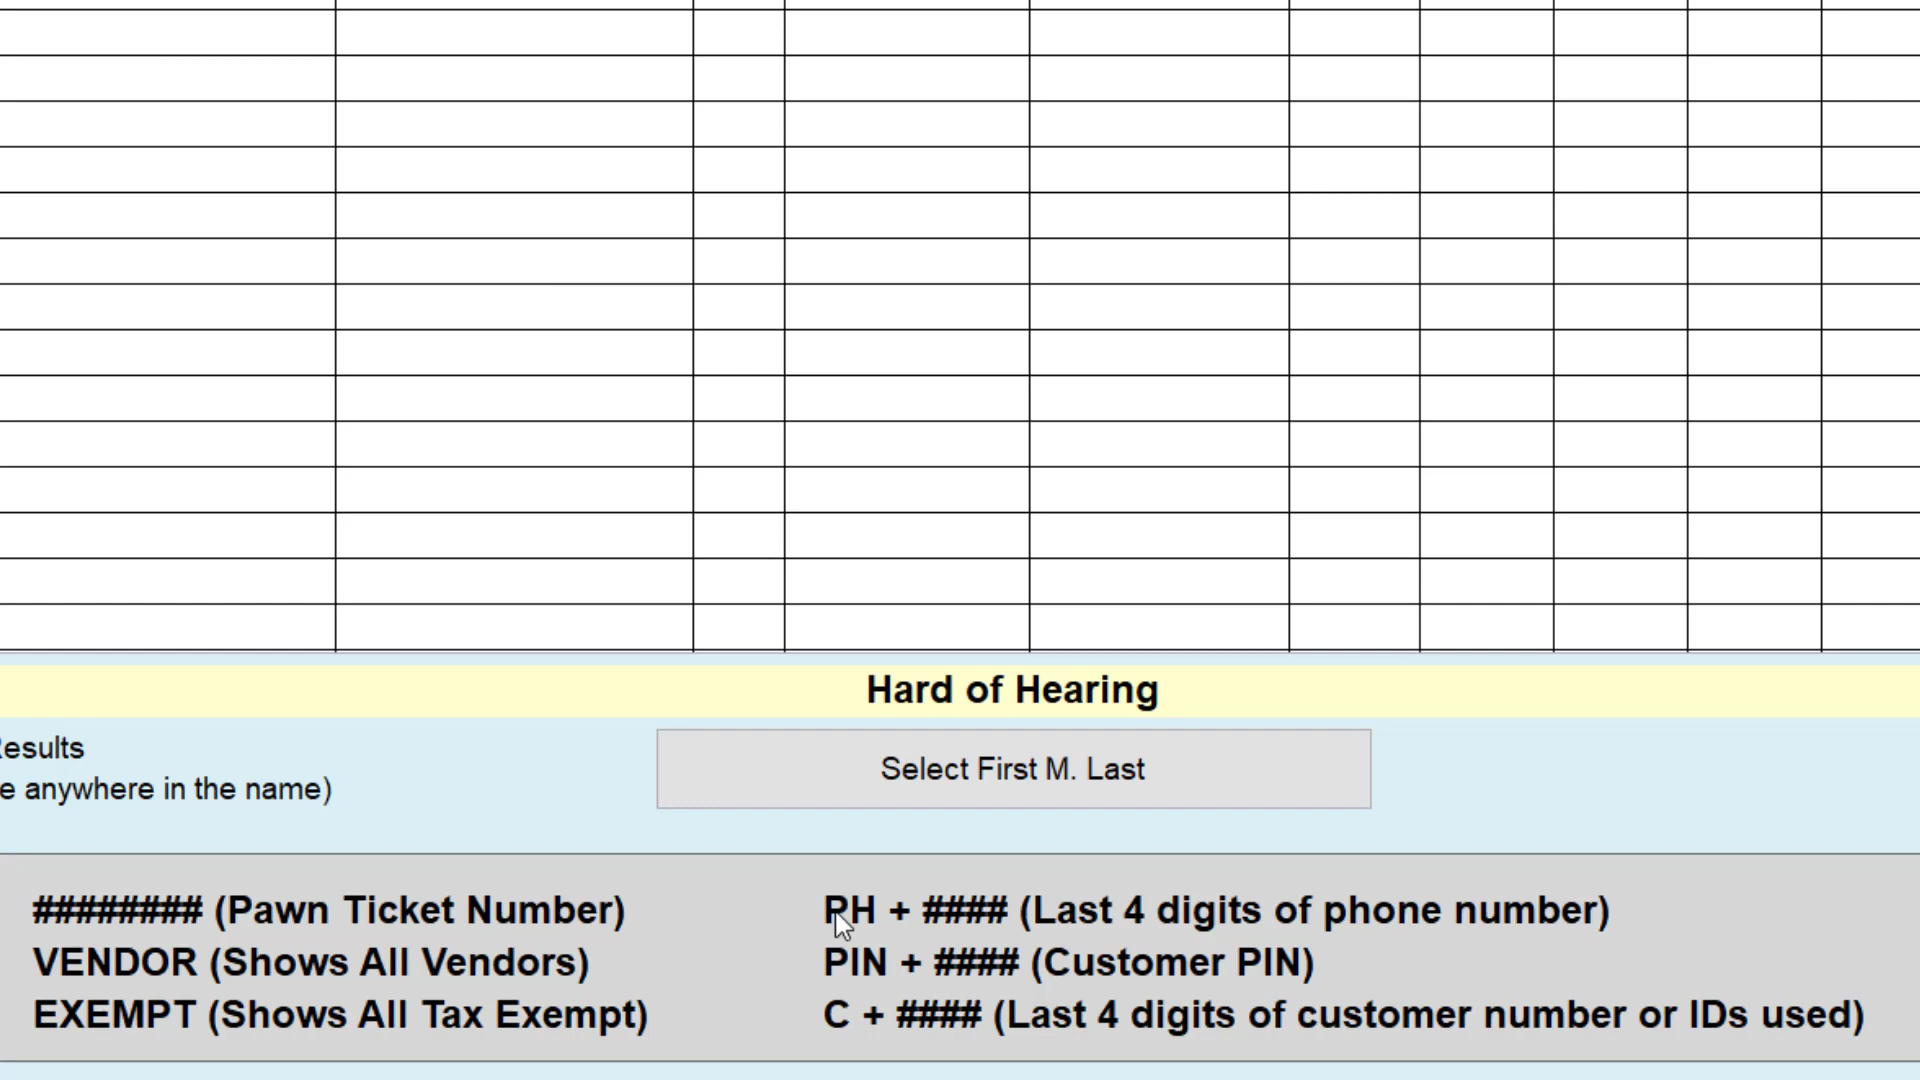 Hard of Hearing
Results
e anywhere in the name)
Select First M. Last
######## (Pawn Ticket Number)
VENDOR (Shows All Vendors)
EXEMPT (Shows All Tax Exempt)
PH + #### (Last 4 digits of phone number)
PIN + #### (Customer PIN)
C + #### (Last 4 digits of customer number or IDs used)